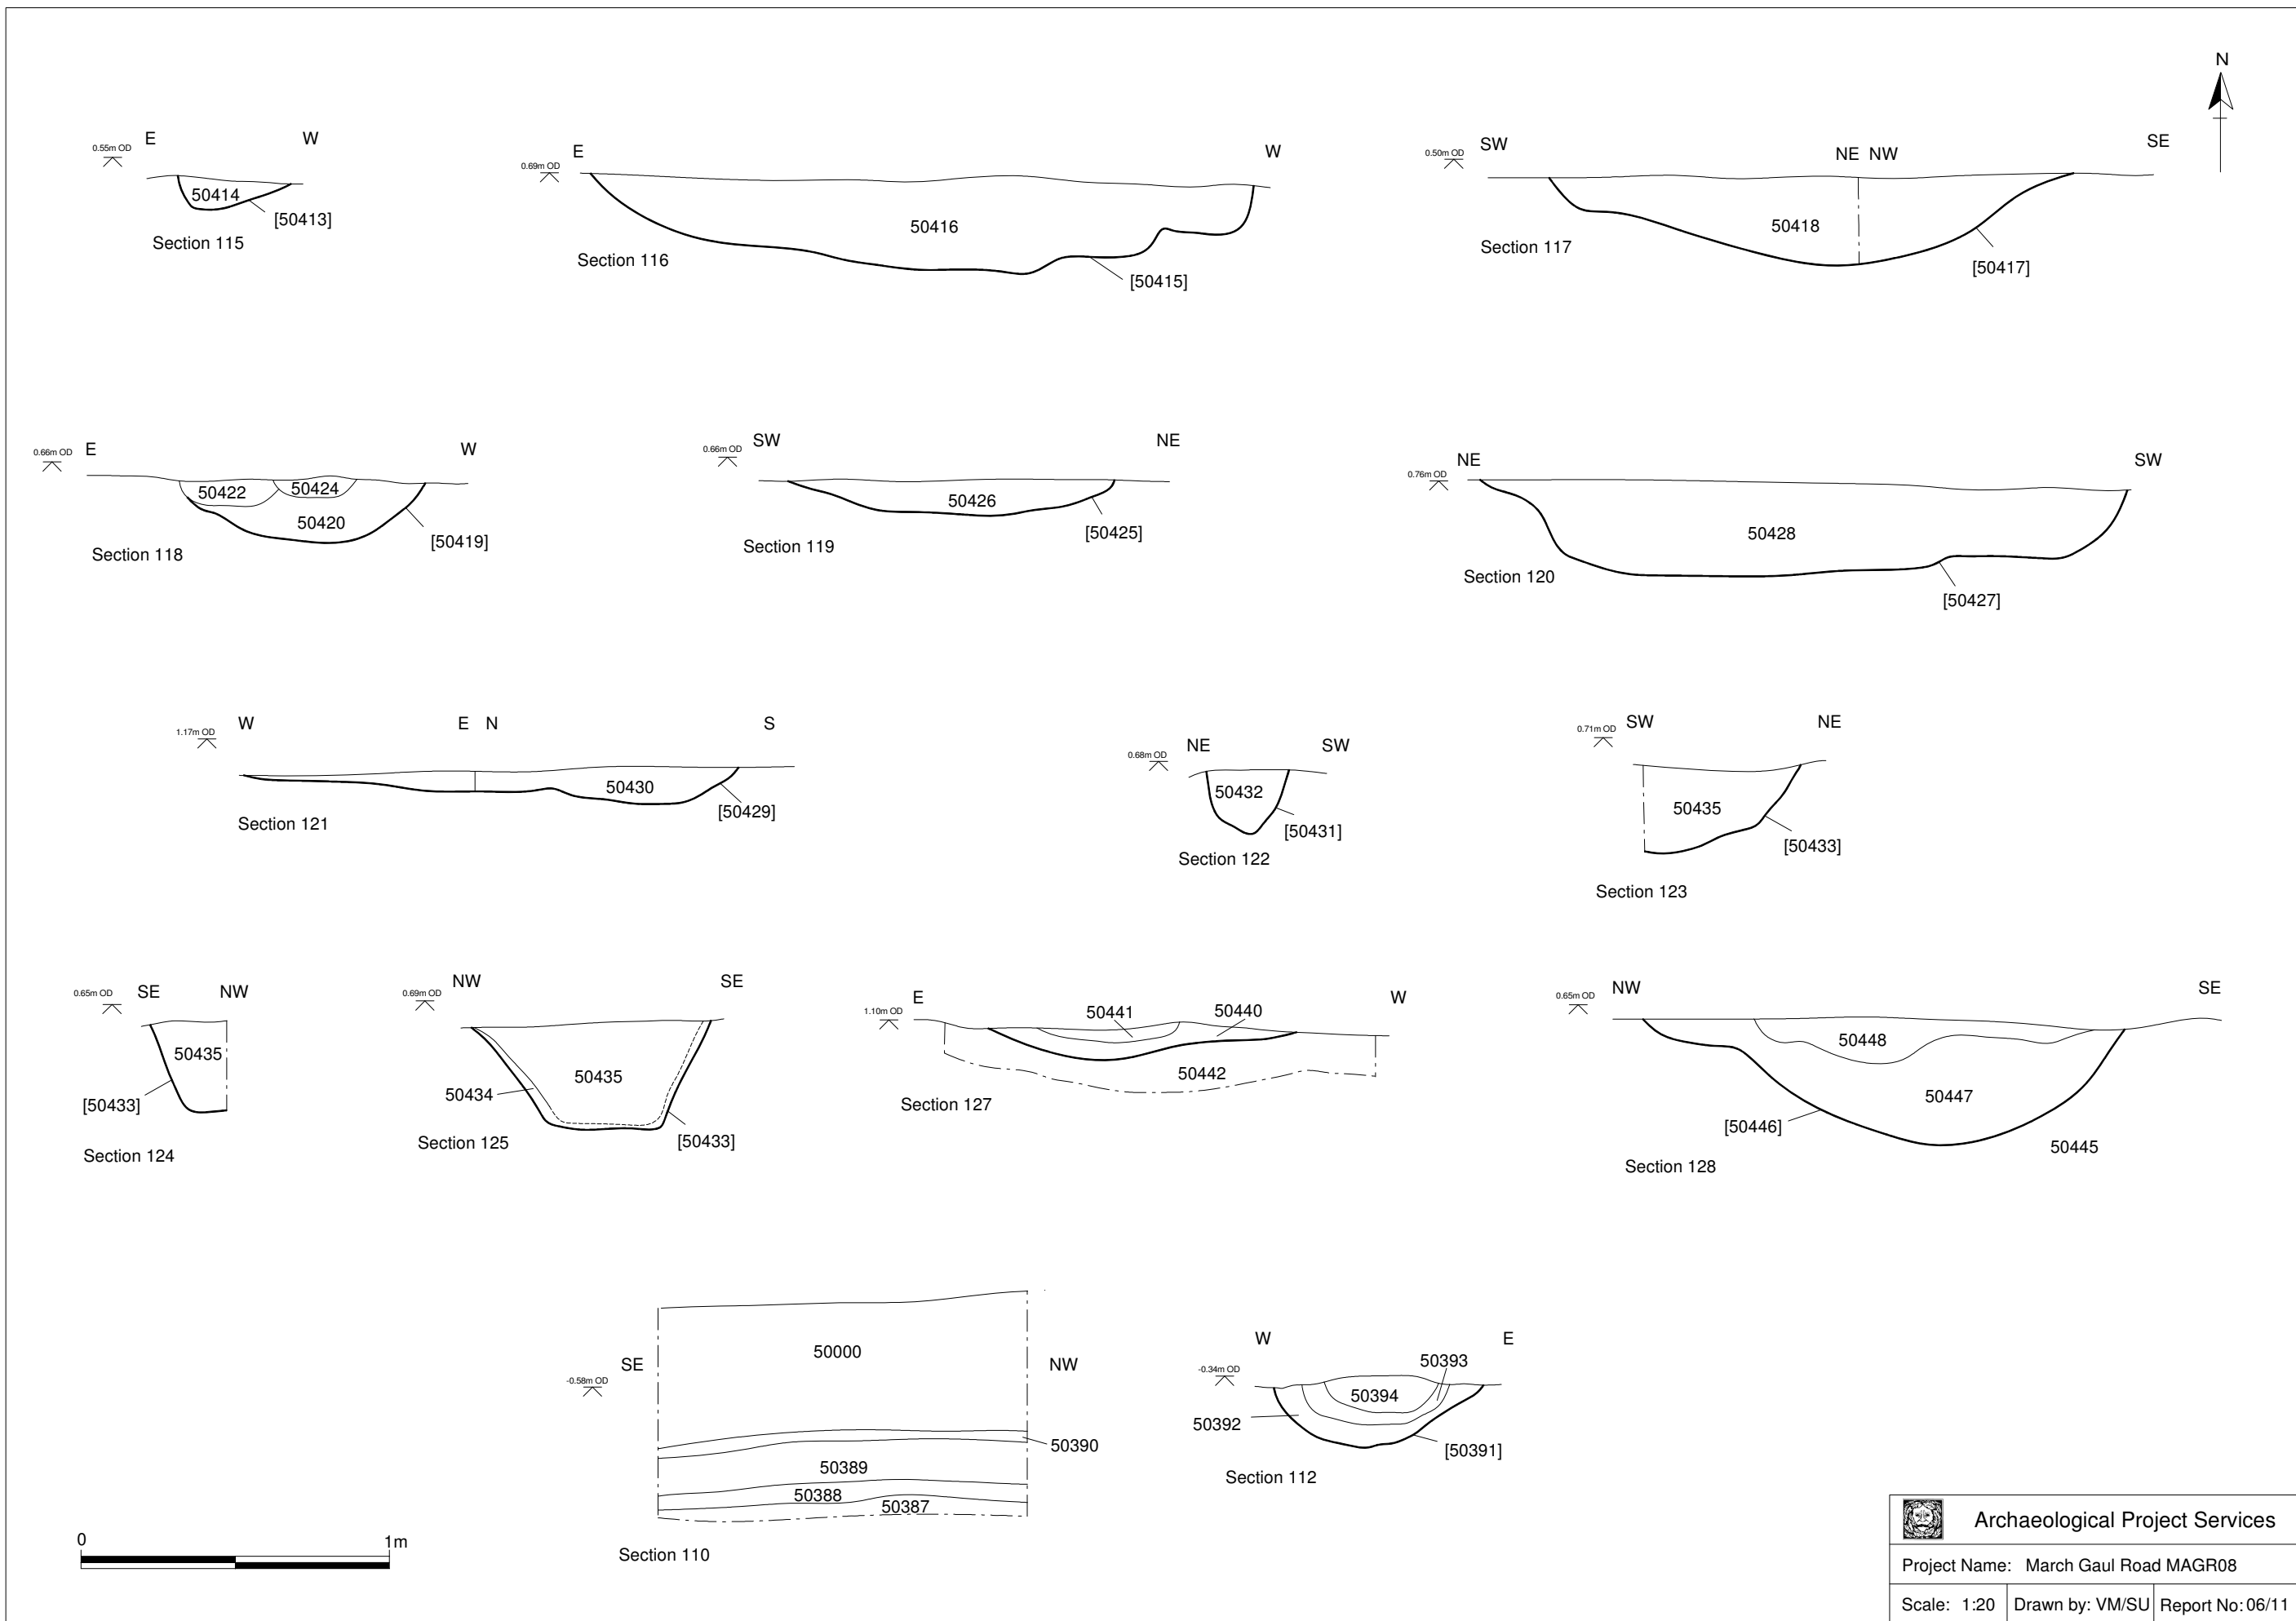 N
E W
0.55m OD
50414
[50413]
Section 115
E W
0.69m OD
50416
[50415]
Section 116
SW NE NW SE
0.50m OD
50418
[50417]
Section 117
E W
0.66m OD
50422 50424
50420
[50419]
Section 118
SW NE
0.66m OD
50426
[50425]
Section 119
NE SW
0.76m OD
50428
[50427]
Section 120
W E N S
1.17m OD
50430
[50429]
Section 121
NE SW
0.68m OD
50432
[50431]
Section 122
SW NE
0.71m OD
50435
[50433]
Section 123
SE NW
0.65m OD
50435
[50433]
Section 124
NW SE
0.69m OD
50435
50434
[50433]
Section 125
E W
1.10m OD
50441 50440
50442
Section 127
NW SE
0.65m OD
50448
50447
[50446]
50445
Section 128
SE NW
-0.58m OD
50000
50390
50389
50388
50387
Section 110
W E
-0.34m OD
50393
50394
50392
[50391]
Section 112
0 1m
Archaeological Project Services
Project Name: March Gaul Road MAGR08
Scale: 1:20 Drawn by: VM/SU Report No: 06/11